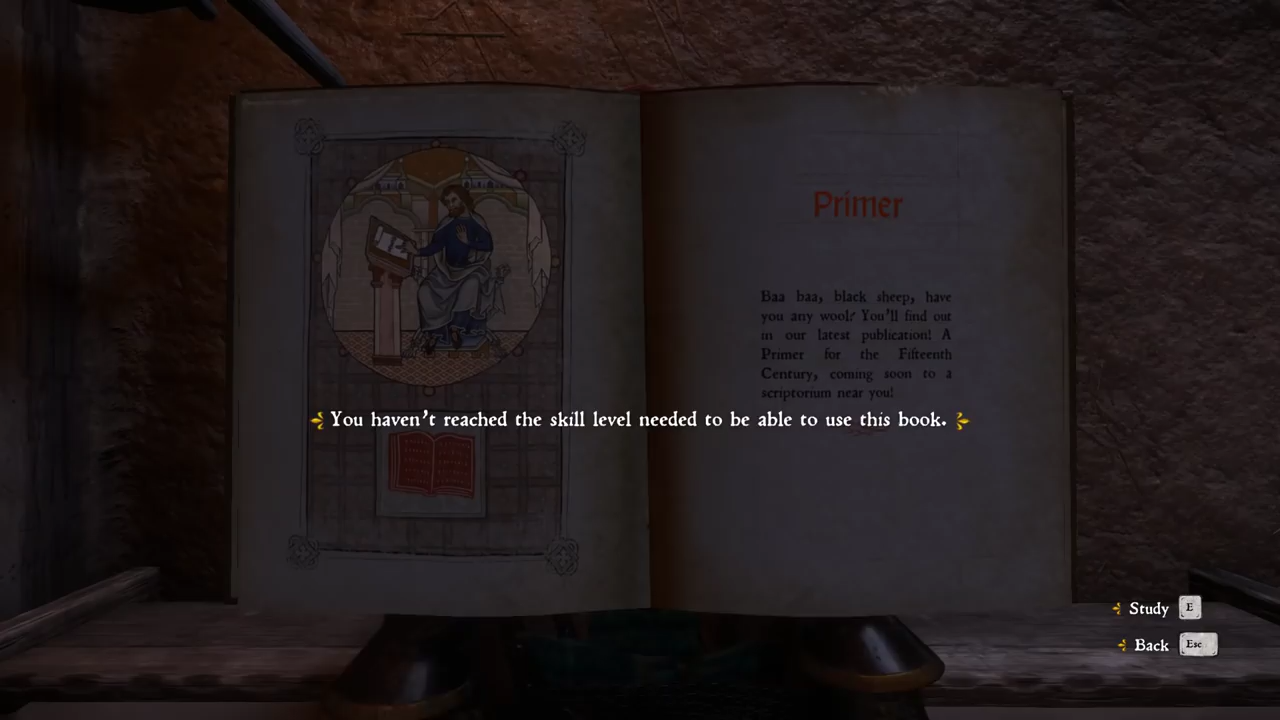 Primer
Baa baa, black sheep, have
you any wool? You'll find out
in our latest publication! A
Primer for the Fifteenth
Century, coming soon to a
scriptorium near you!
You haven't reached the skill level needed to be able to use this book.
Study E
Back Esc